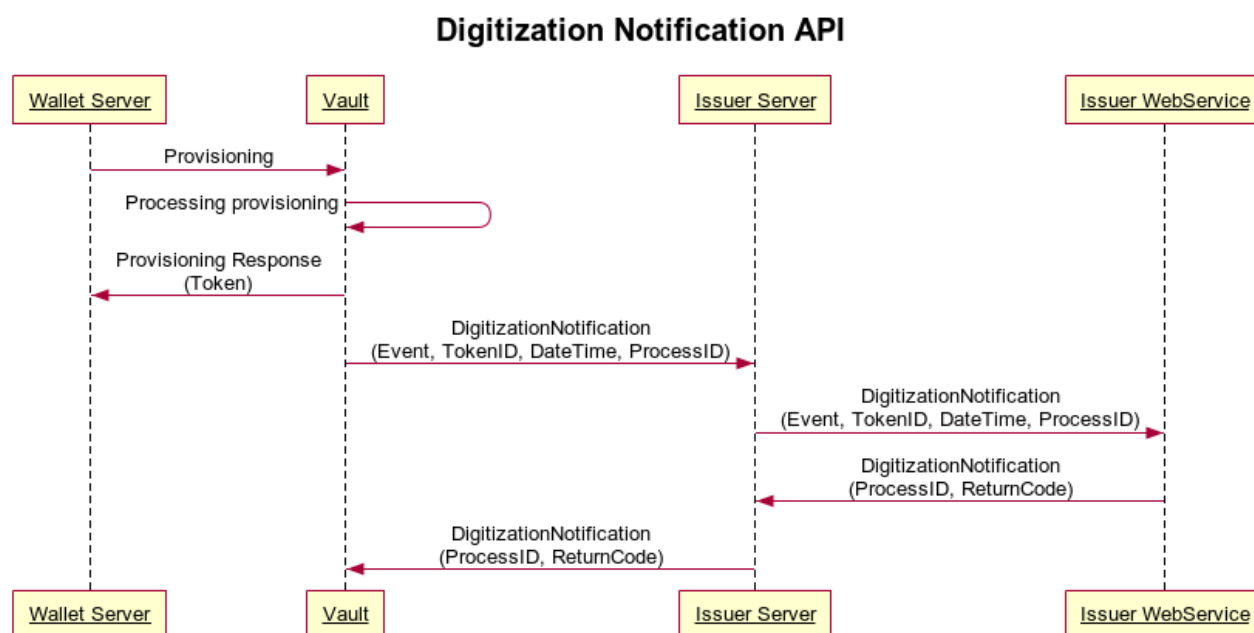 Digitization Notification API
Wallet Server
Vault
Issuer Server
Issuer WebService
Provisioning
Processing provisioning
Provisioning Response
(Token)
DigitizationNotification
(Event, TokenID, DateTime, ProcessID)
DigitizationNotification
(Event, TokenID, DateTime, ProcessID)
DigitizationNotification
(ProcessID, ReturnCode)
DigitizationNotification
(ProcessID, ReturnCode)
Wallet Server
Vault
Issuer Server
Issuer WebService